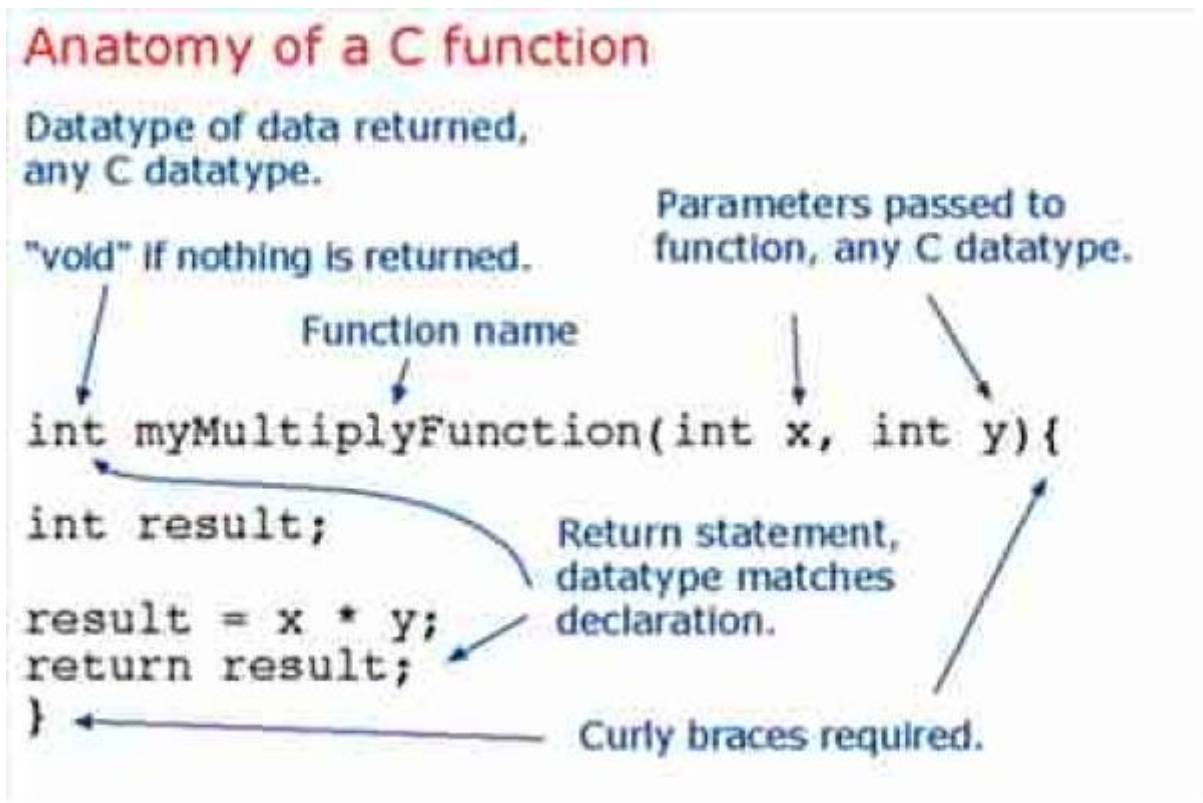 Anatomy of a C function
Datatype of data returned,
any C datatype.
"void" if nothing is returned.
Parameters passed to
function, any C datatype.
Function name
int myMultiplyFunction(int x, int y){
int result;
result = x * y;
return result;
}
Return statement,
datatype matches
declaration.
Curly braces required.